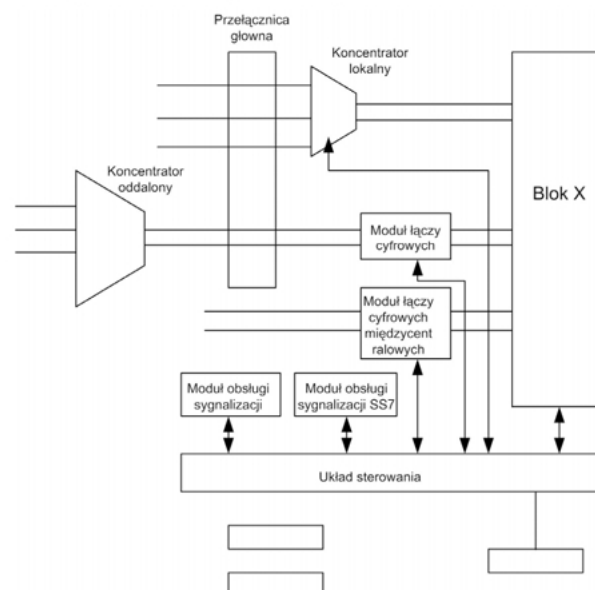 Przełącznica
głowna
Koncentrator
lokalny
Koncentrator
oddalony
Blok X
Moduł łączy
cyfrowych
Moduł łączy
cyfrowych
międzycent
ralowych
Moduł obsługi
sygnalizacji
Moduł obsługi
sygnalizacji SS7
Układ sterowania